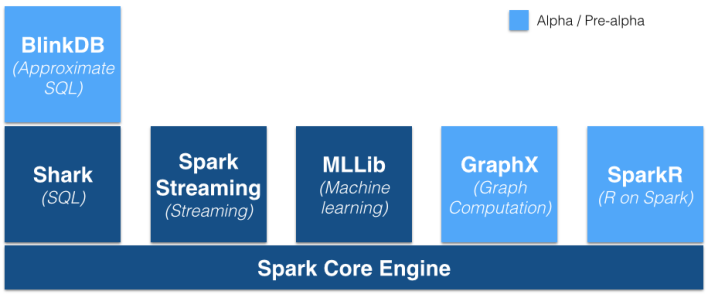 Alpha / Pre-alpha
BlinkDB
(Approximate
SQL)
Shark
(SQL)
Spark
Streaming
(Streaming)
MLLib
(Machine
learning)
GraphX
(Graph
Computation)
SparkR
(R on Spark)
Spark Core Engine